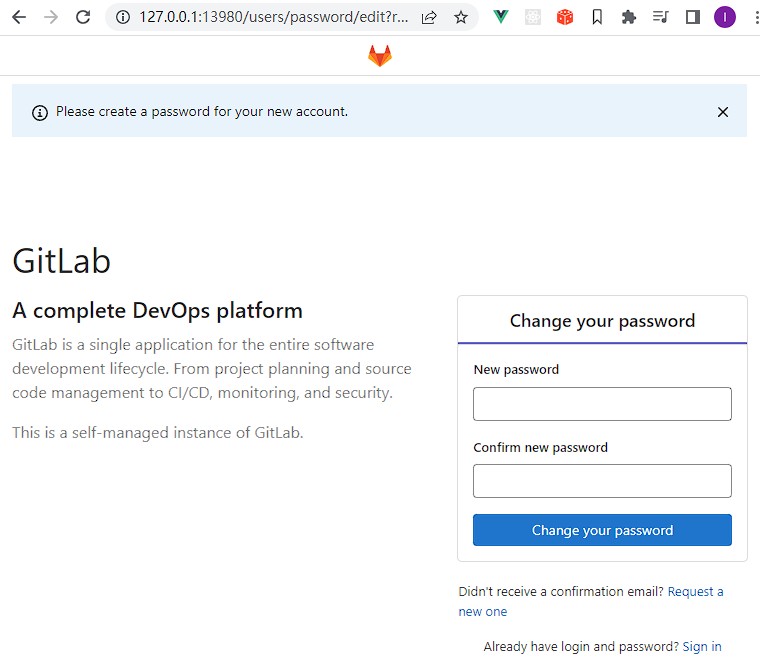 127.0.0.1:13980/users/password/edit?r...
I
Please create a password for your new account.
GitLab
A complete DevOps platform
GitLab is a single application for the entire software
development lifecycle. From project planning and source
code management to CI/CD, monitoring, and security.
This is a self-managed instance of GitLab.
Change your password
New password
Confirm new password
Change your password
Didn't receive a confirmation email? Request a
new one
Already have login and password? Sign in